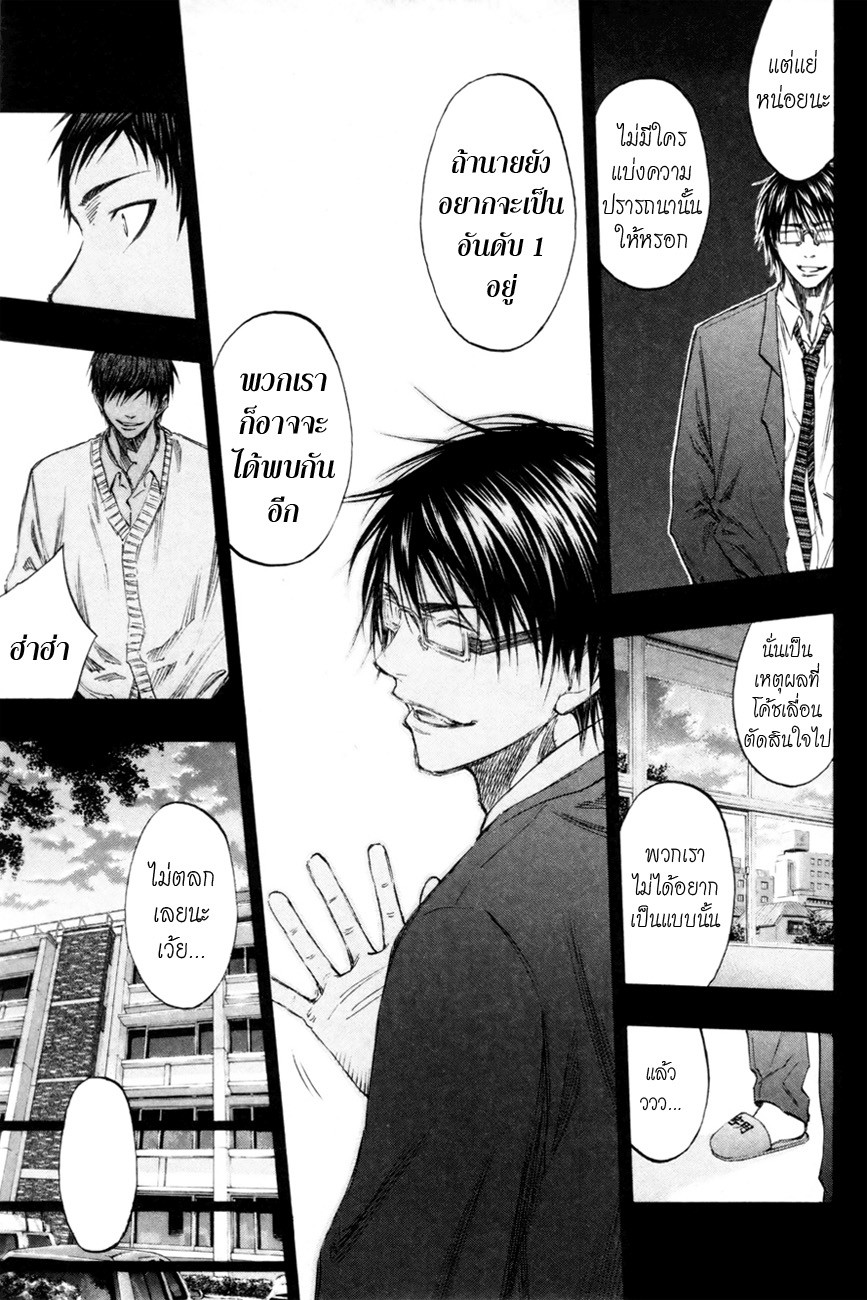 แต่แย่
หน่อยนะ
ไม่มีใคร
แบ่งความ
ปรารถนานั้น
ให้หรอก
นั่นเป็น
เหตุผลที่
โค้ชเลื่อน
ตัดสินใจไป
พวกเรา
ไม่ได้อยาก
เป็นแบบนั้น
แล้ว
ววว...
ถ้านายยัง
อยากจะเป็น
อันดับ 1
อยู่
พวกเรา
ก็อาจจะ
ได้พบกัน
อีก
ฮ่าฮ่า
ไม่ตลก
เลยนะ
เว้ย...